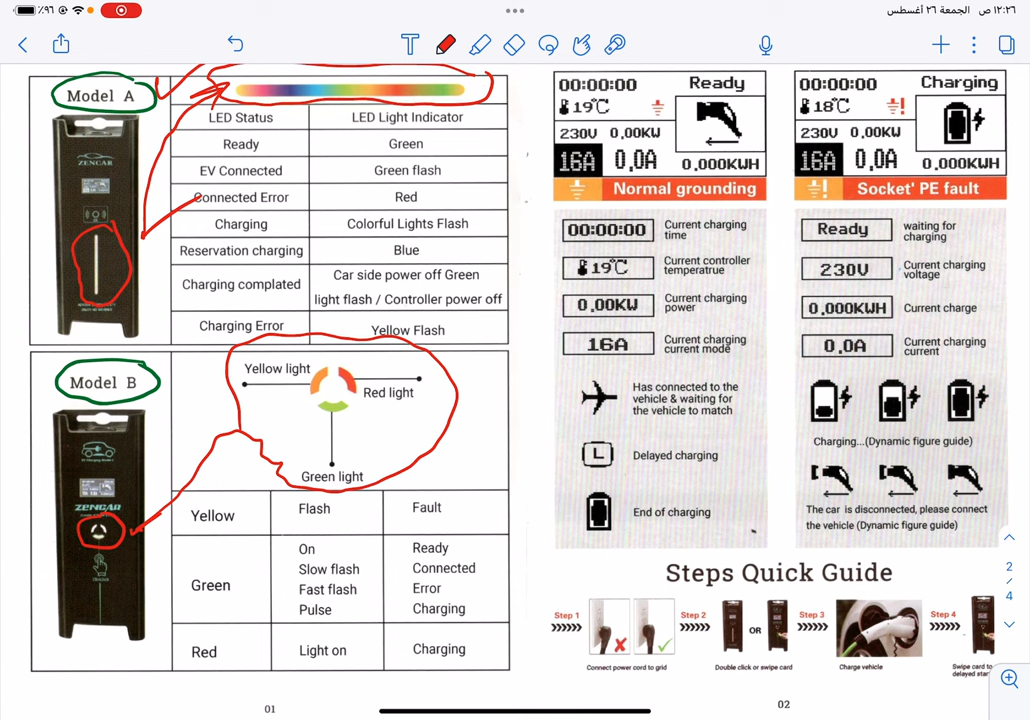 ١٢:٢٦ ص الجمعة ٢٦ أغسطس
٪٩٦
Model A
ZENCAR
LED Status LED Light Indicator
Ready Green
EV Connected Green flash
Connected Error Red
Charging Colorful Lights Flash
Reservation charging Blue
Charging complated Car side power off Green
light flash / Controller power off
Charging Error Yellow Flash
Model B
ZENCAR
Yellow light
Red light
Green light
Yellow Flash Fault
Green On Ready
Slow flash Connected
Fast flash Error
Pulse Charging
Red Light on Charging
01
00:00:00 Ready
19℃
230V 0,00KW
16A 0,0A 0,000KWH
Normal grounding
00:00:00 Charging
18℃
230V 0,00KW
16A 0,0A 0,000KWH
Socket' PE fault
00:00:00 Current charging
time
19℃ Current controller
temperatrue
0,00KW Current charging
power
16A Current charging
current mode
Has connected to the
vehicle & waiting for
the vehicle to match
L Delayed charging
End of charging
Ready waiting for
charging
230V Current charging
voltage
0,000KWH Current charge
0,0A Current charging
current
Charging...(Dynamic figure guide)
The car is disconnected, please connect
the vehicle (Dynamic figure guide)
Steps Quick Guide
Step 1
Connect power cord to grid
Step 2
OR
Double click or swipe card
Step 3
Charge vehicle
Step 4
Swipe card to
delayed star
02
2
/
4